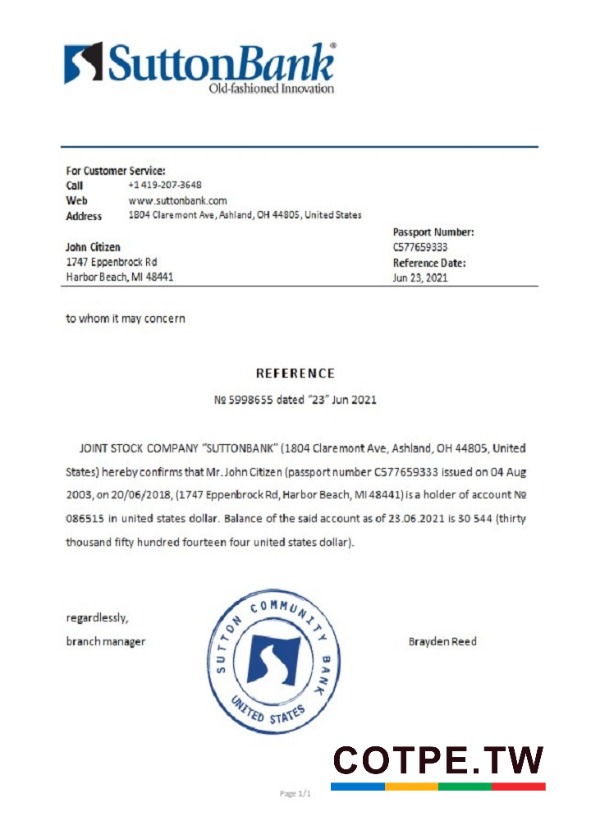 SuttonBank®
Old-fashioned Innovation
For Customer Service:
Call +1 419-207-3648
Web www.suttonbank.com
Address 1804 Claremont Ave, Ashland, OH 44805, United States
Passport Number:
John Citizen C577659333
1747 Eppenbrock Rd Reference Date:
Harbor Beach, MI 48441 Jun 23, 2021
to whom it may concern
REFERENCE
№ 5998655 dated "23" Jun 2021
JOINT STOCK COMPANY "SUTTONBANK" (1804 Claremont Ave, Ashland, OH 44805, United
States) hereby confirms that Mr. John Citizen (passport number C577659333 issued on 04 Aug
2003, on 20/06/2018, (1747 Eppenbrock Rd, Harbor Beach, MI 48441) is a holder of account №
086515 in united states dollar. Balance of the said account as of 23.06.2021 is 30 544 (thirty
thousand fifty hundred fourteen four united states dollar).
regardlessly,
branch manager Brayden Reed
SUTTON COMMUNITY BANK
UNITED STATES
COTPE.TW
Page 1/1